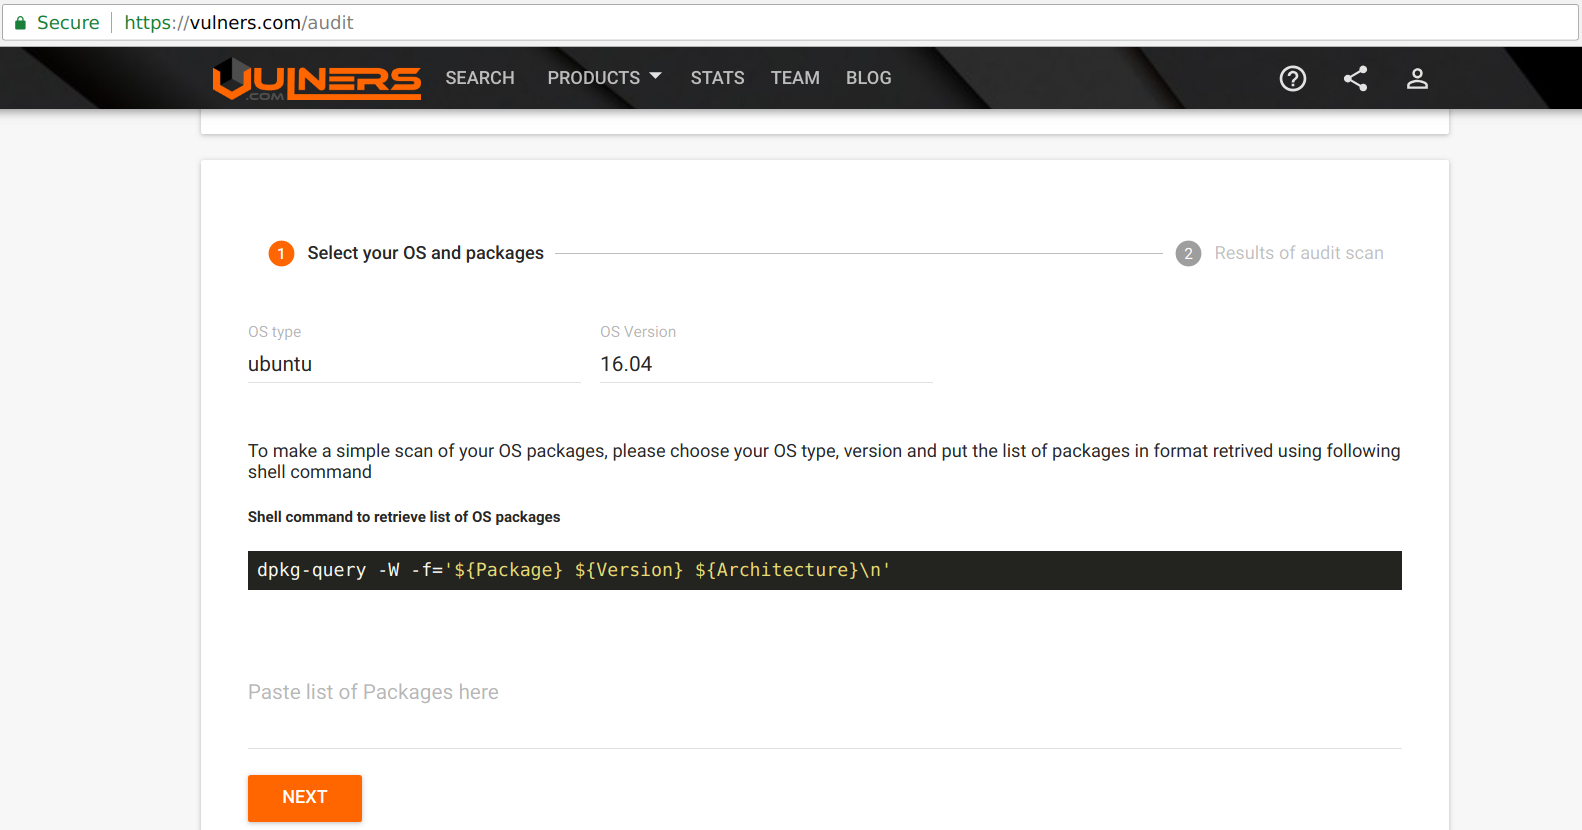 Secure https://vulners.com/audit
VULNERS
.COM
SEARCH PRODUCTS STATS TEAM BLOG
1 Select your OS and packages 2 Results of audit scan
OS type OS Version
ubuntu 16.04
To make a simple scan of your OS packages, please choose your OS type, version and put the list of packages in format retrived using following
shell command
Shell command to retrieve list of OS packages
dpkg-query -W -f='${Package} ${Version} ${Architecture}\n'
Paste list of Packages here
NEXT